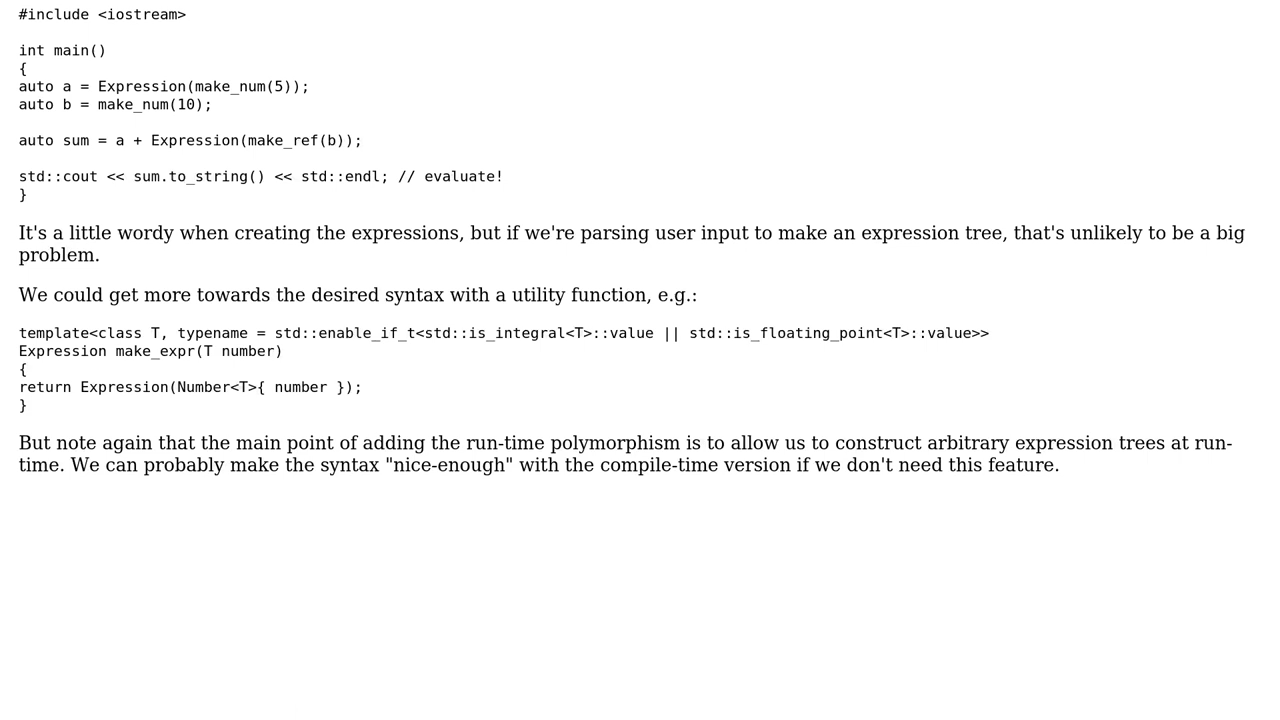 #include <iostream>
int main()
{
auto a = Expression(make_num(5));
auto b = make_num(10);
auto sum = a + Expression(make_ref(b));
std::cout << sum.to_string() << std::endl; // evaluate!
}
It's a little wordy when creating the expressions, but if we're parsing user input to make an expression tree, that's unlikely to be a big
problem.
We could get more towards the desired syntax with a utility function, e.g.:
template<class T, typename = std::enable_if_t<std::is_integral<T>::value || std::is_floating_point<T>::value>>
Expression make_expr(T number)
{
return Expression(Number<T>{ number });
}
But note again that the main point of adding the run-time polymorphism is to allow us to construct arbitrary expression trees at run-
time. We can probably make the syntax "nice-enough" with the compile-time version if we don't need this feature.